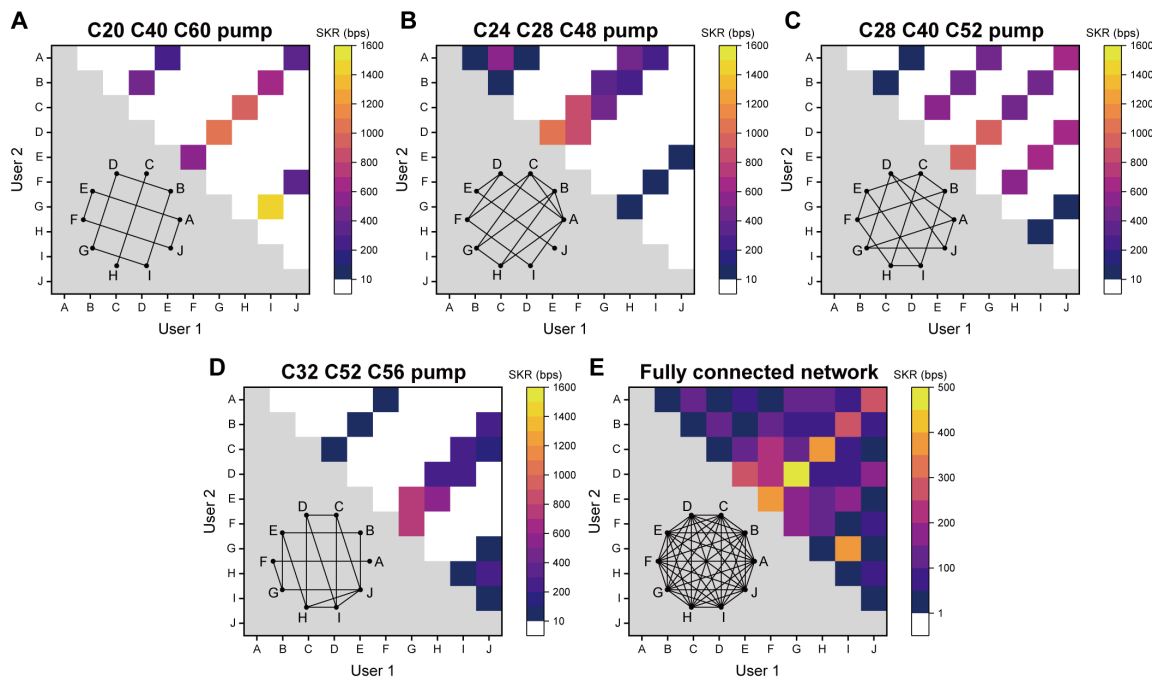 A
C20 C40 C60 pump
SKR (bps)
1600
1400
1200
1000
800
600
400
200
10
User 2
A
B
C
D
E
F
G
H
I
J
D C
E B
F A
G J
H I
A B C D E F G H I J
User 1
B
C24 C28 C48 pump
SKR (bps)
1600
1400
1200
1000
800
600
400
200
10
User 2
A
B
C
D
E
F
G
H
I
J
D C
E B
F A
G J
H I
A B C D E F G H I J
User 1
C
C28 C40 C52 pump
SKR (bps)
1600
1400
1200
1000
800
600
400
200
10
User 2
A
B
C
D
E
F
G
H
I
J
D C
E B
F A
G J
H I
A B C D E F G H I J
User 1
D
C32 C52 C56 pump
SKR (bps)
1600
1400
1200
1000
800
600
400
200
10
User 2
A
B
C
D
E
F
G
H
I
J
D C
E B
F A
G J
H I
A B C D E F G H I J
User 1
E
Fully connected network
SKR (bps)
500
400
300
200
100
1
User 2
A
B
C
D
E
F
G
H
I
J
D C
E B
F A
G J
H I
A B C D E F G H I J
User 1